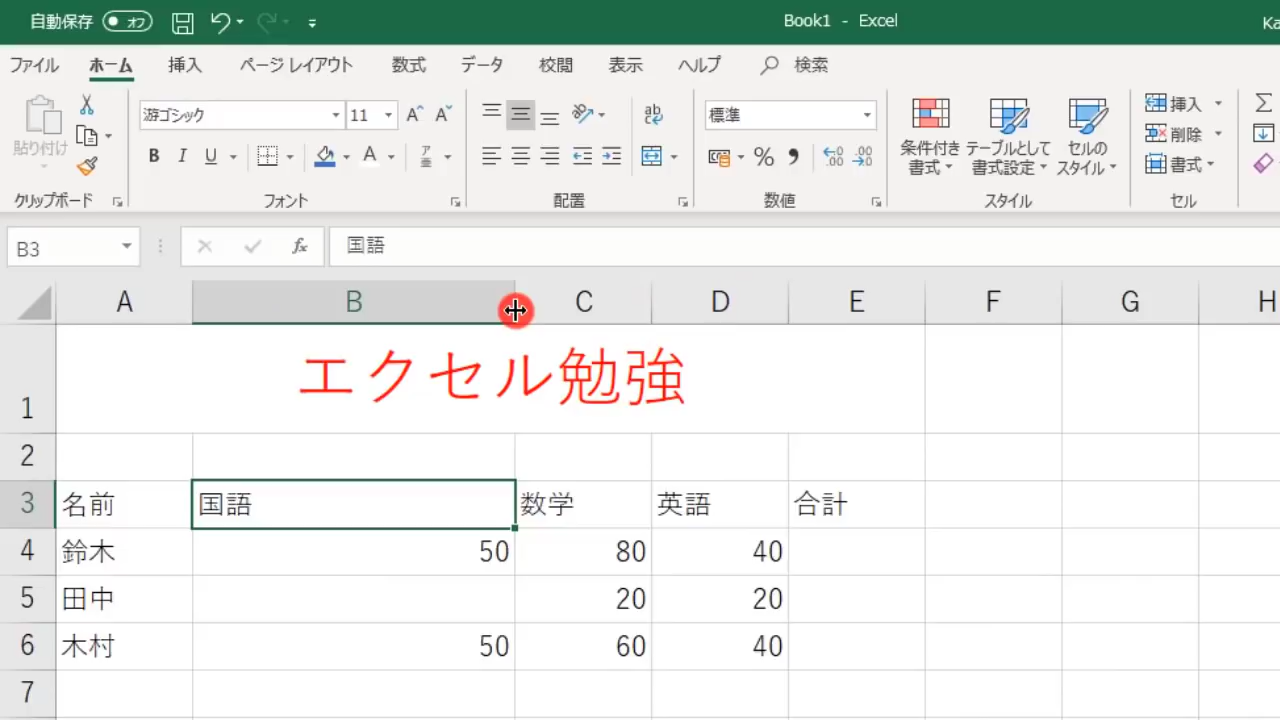 自動保存 オフ Book1 - Excel Ka
ファイル ホーム 挿入 ページ レイアウト 数式 データ 校閲 表示 ヘルプ 検索
貼り付け 游ゴシック 11 標準 条件付き書式 テーブルとして書式設定 セルのスタイル 挿入 削除 書式
B I U ア 亜 % ab c
クリップボード フォント 配置 数値 スタイル セル
B3 fx 国語
A B C D E F G H
1 エクセル勉強
2
3 名前 国語 数学 英語 合計
4 鈴木 50 80 40
5 田中 20 20
6 木村 50 60 40
7